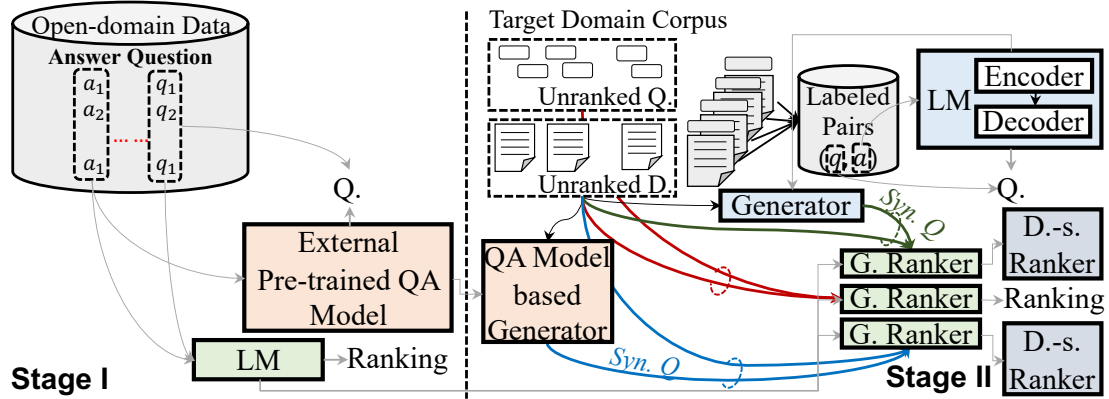 Open-domain Data
Answer Question
a₁ q₁
a₂ q₂
... ...
a₁ q₁
Q.
External
Pre-trained QA
Model
LM
Ranking
Stage I
Target Domain Corpus
Unranked Q.
Unranked D.
Labeled
Pairs
(q, a)
LM
Encoder
Decoder
Q.
Generator
Syn. Q
QA Model
based
Generator
Syn. Q
G. Ranker
G. Ranker
G. Ranker
D.-s.
Ranker
Ranking
D.-s.
Ranker
Stage II